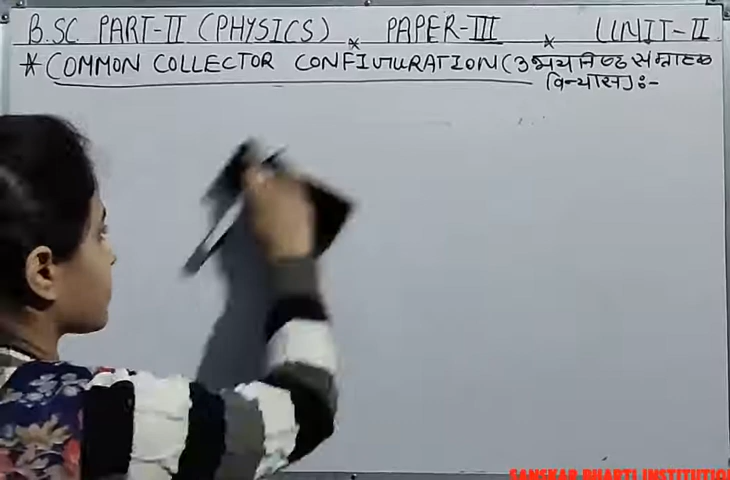 B.SC PART-II (PHYSICS) * PAPER-III * UNIT-II
* COMMON COLLECTOR CONFIGURATION (उभयनिष्ठ संग्राहक
विन्यास) :-
SANSKAR BHARTI INSTITUTION